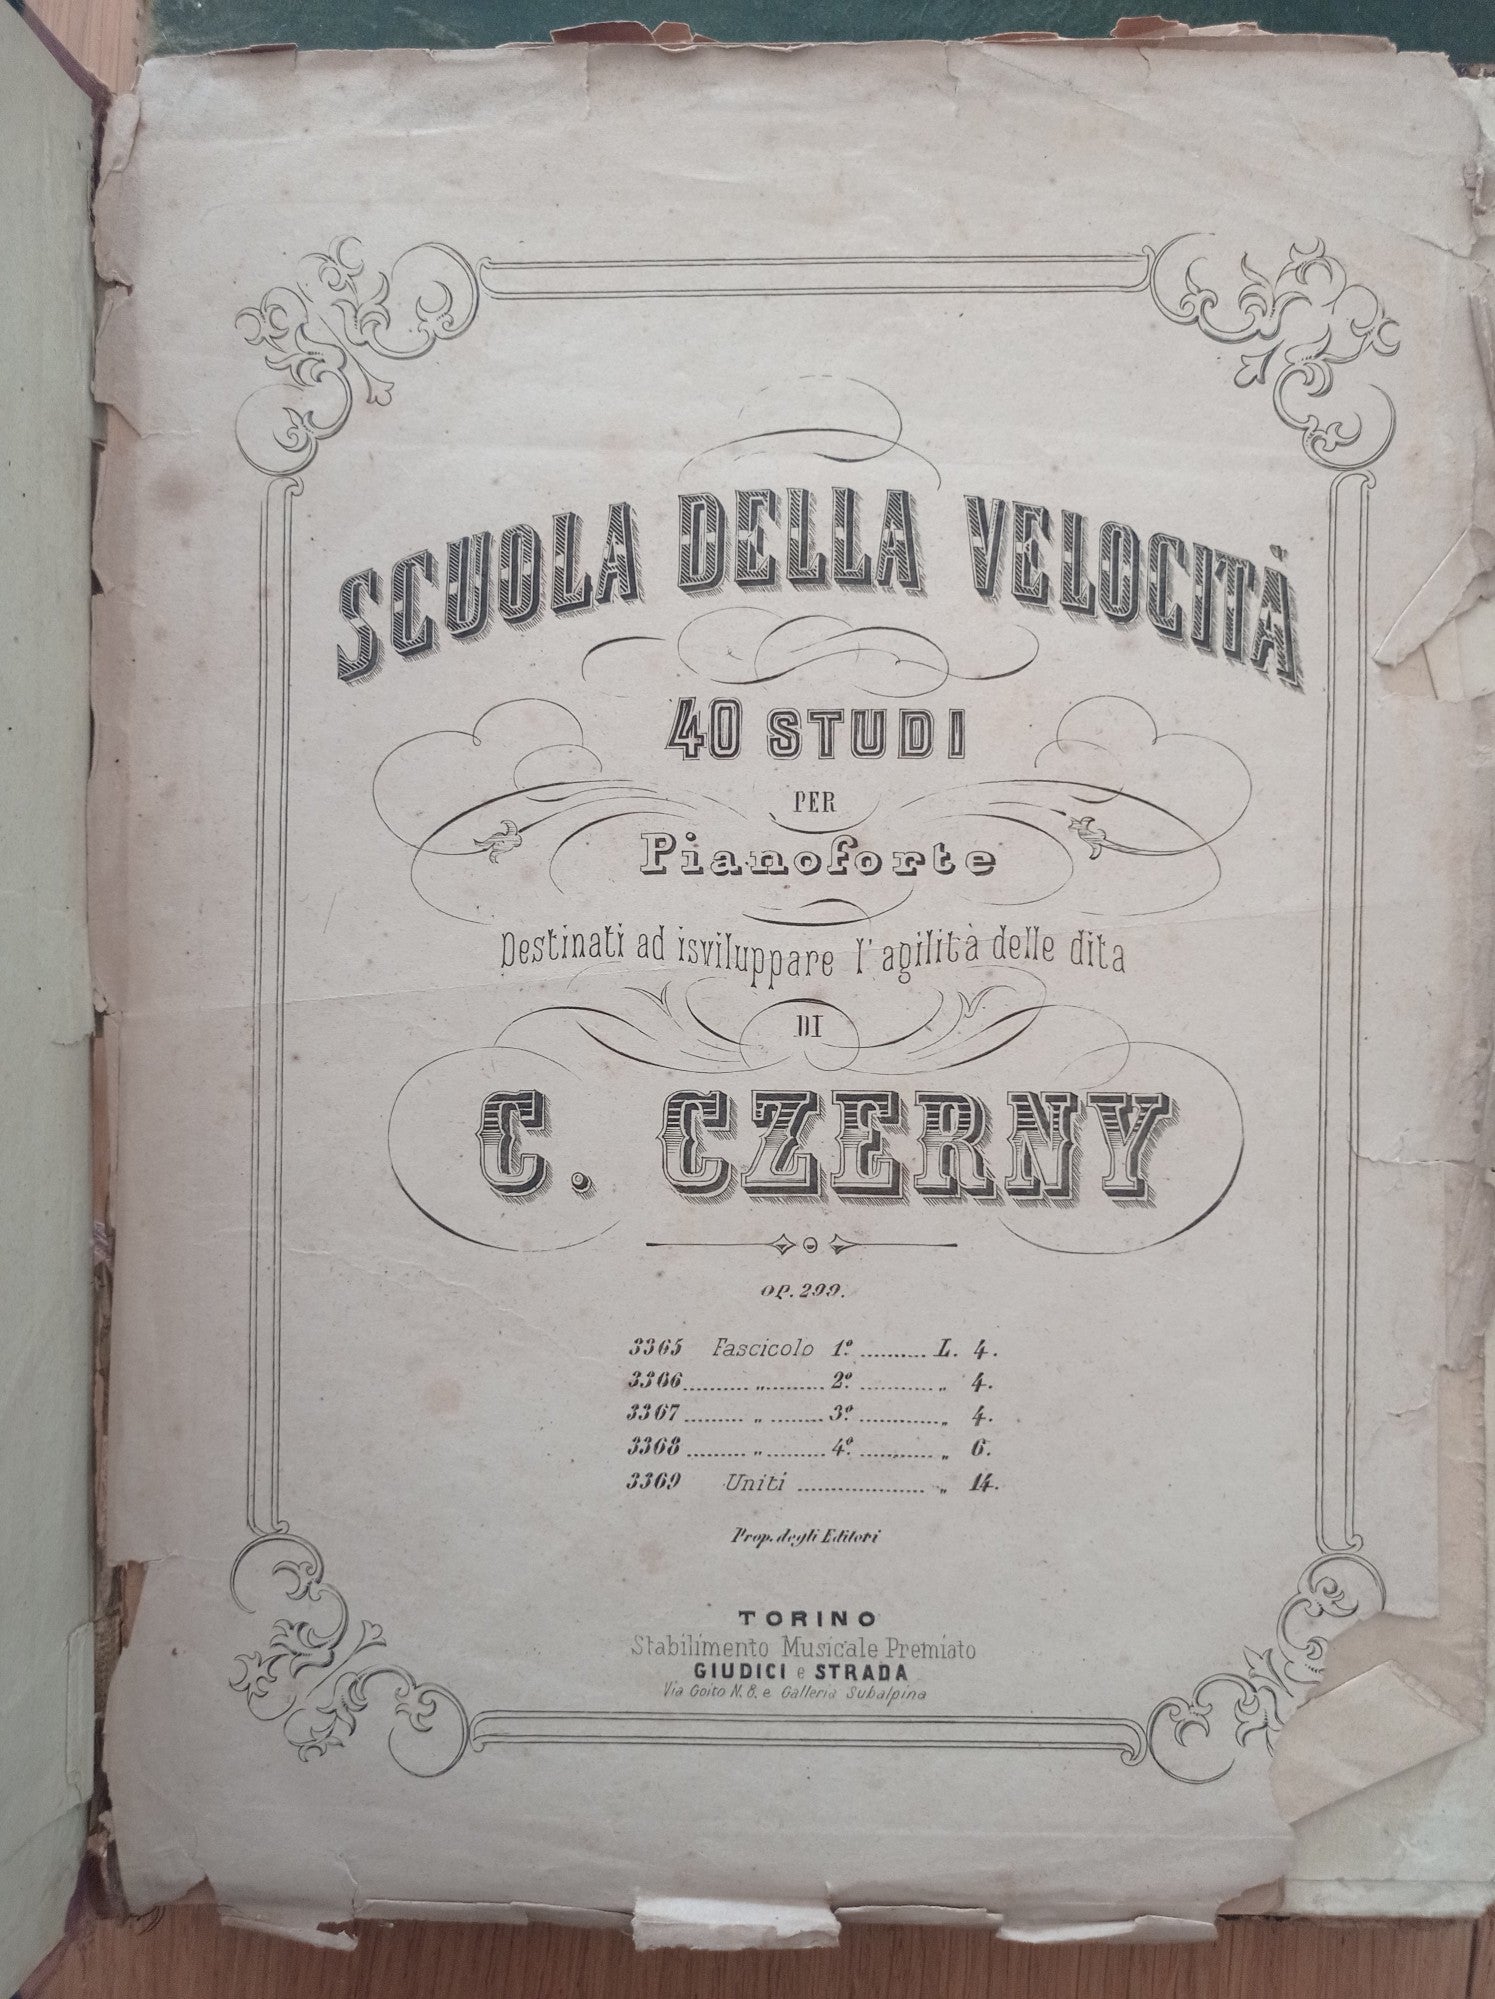 SCUOLA DELLA VELOCITÀ
40 STUDI
PER
Pianoforte
Destinati ad isviluppare l'agilità delle dita
DI
C. CZERNY
OP. 299.
3365 Fascicolo 1º. .......... L. 4.
3366 .......... „ .......... 2º. .......... „ 4.
3367 .......... „ .......... 3º .......... „ 4.
3368 .......... „ .......... 4º. .......... „ 6.
3369 Uniti .................... „ 14.
Prop. degli Editori
TORINO
Stabilimento Musicale Premiato
GIUDICI e STRADA
Via Goito N. 8. e Galleria Subalpina